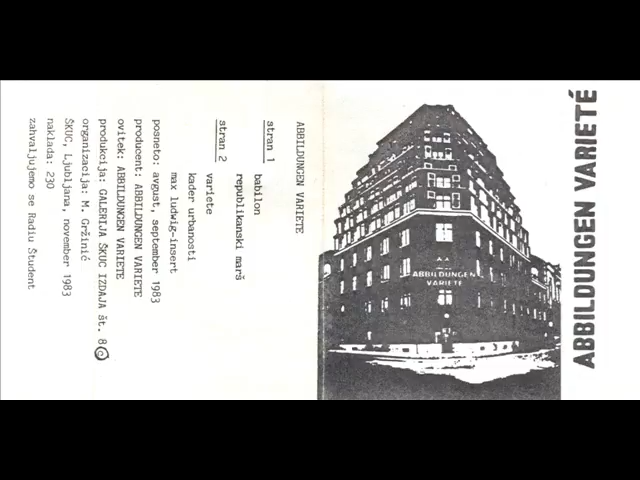 ABBILDUNGEN VARIETE
stran 1
babilon
republikanski marš
stran 2
variete
kader urbanosti
max ludwig-insert
posneto: avgust, september 1983
producent: ABBILDUNGEN VARIETE
ovitek: ABBILDUNGEN VARIETE
produkcija: GALERIJA ŠKUC IZDAJA št. 8 c
organizacija: M. Gržinić
ŠKUC, Ljubljana, november 1983
naklada: 230
zahvaljujemo se Radiu Študent
ABBILDUNGEN
VARIETE
ABBILDUNGEN VARIETÉ